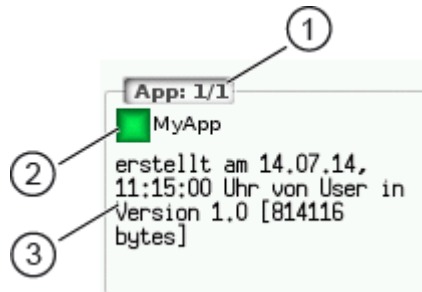 1
App: 1/1
2
MyApp
erstellt am 14.07.14,
11:15:00 Uhr von User in
Version 1.0 [814116
bytes]
3